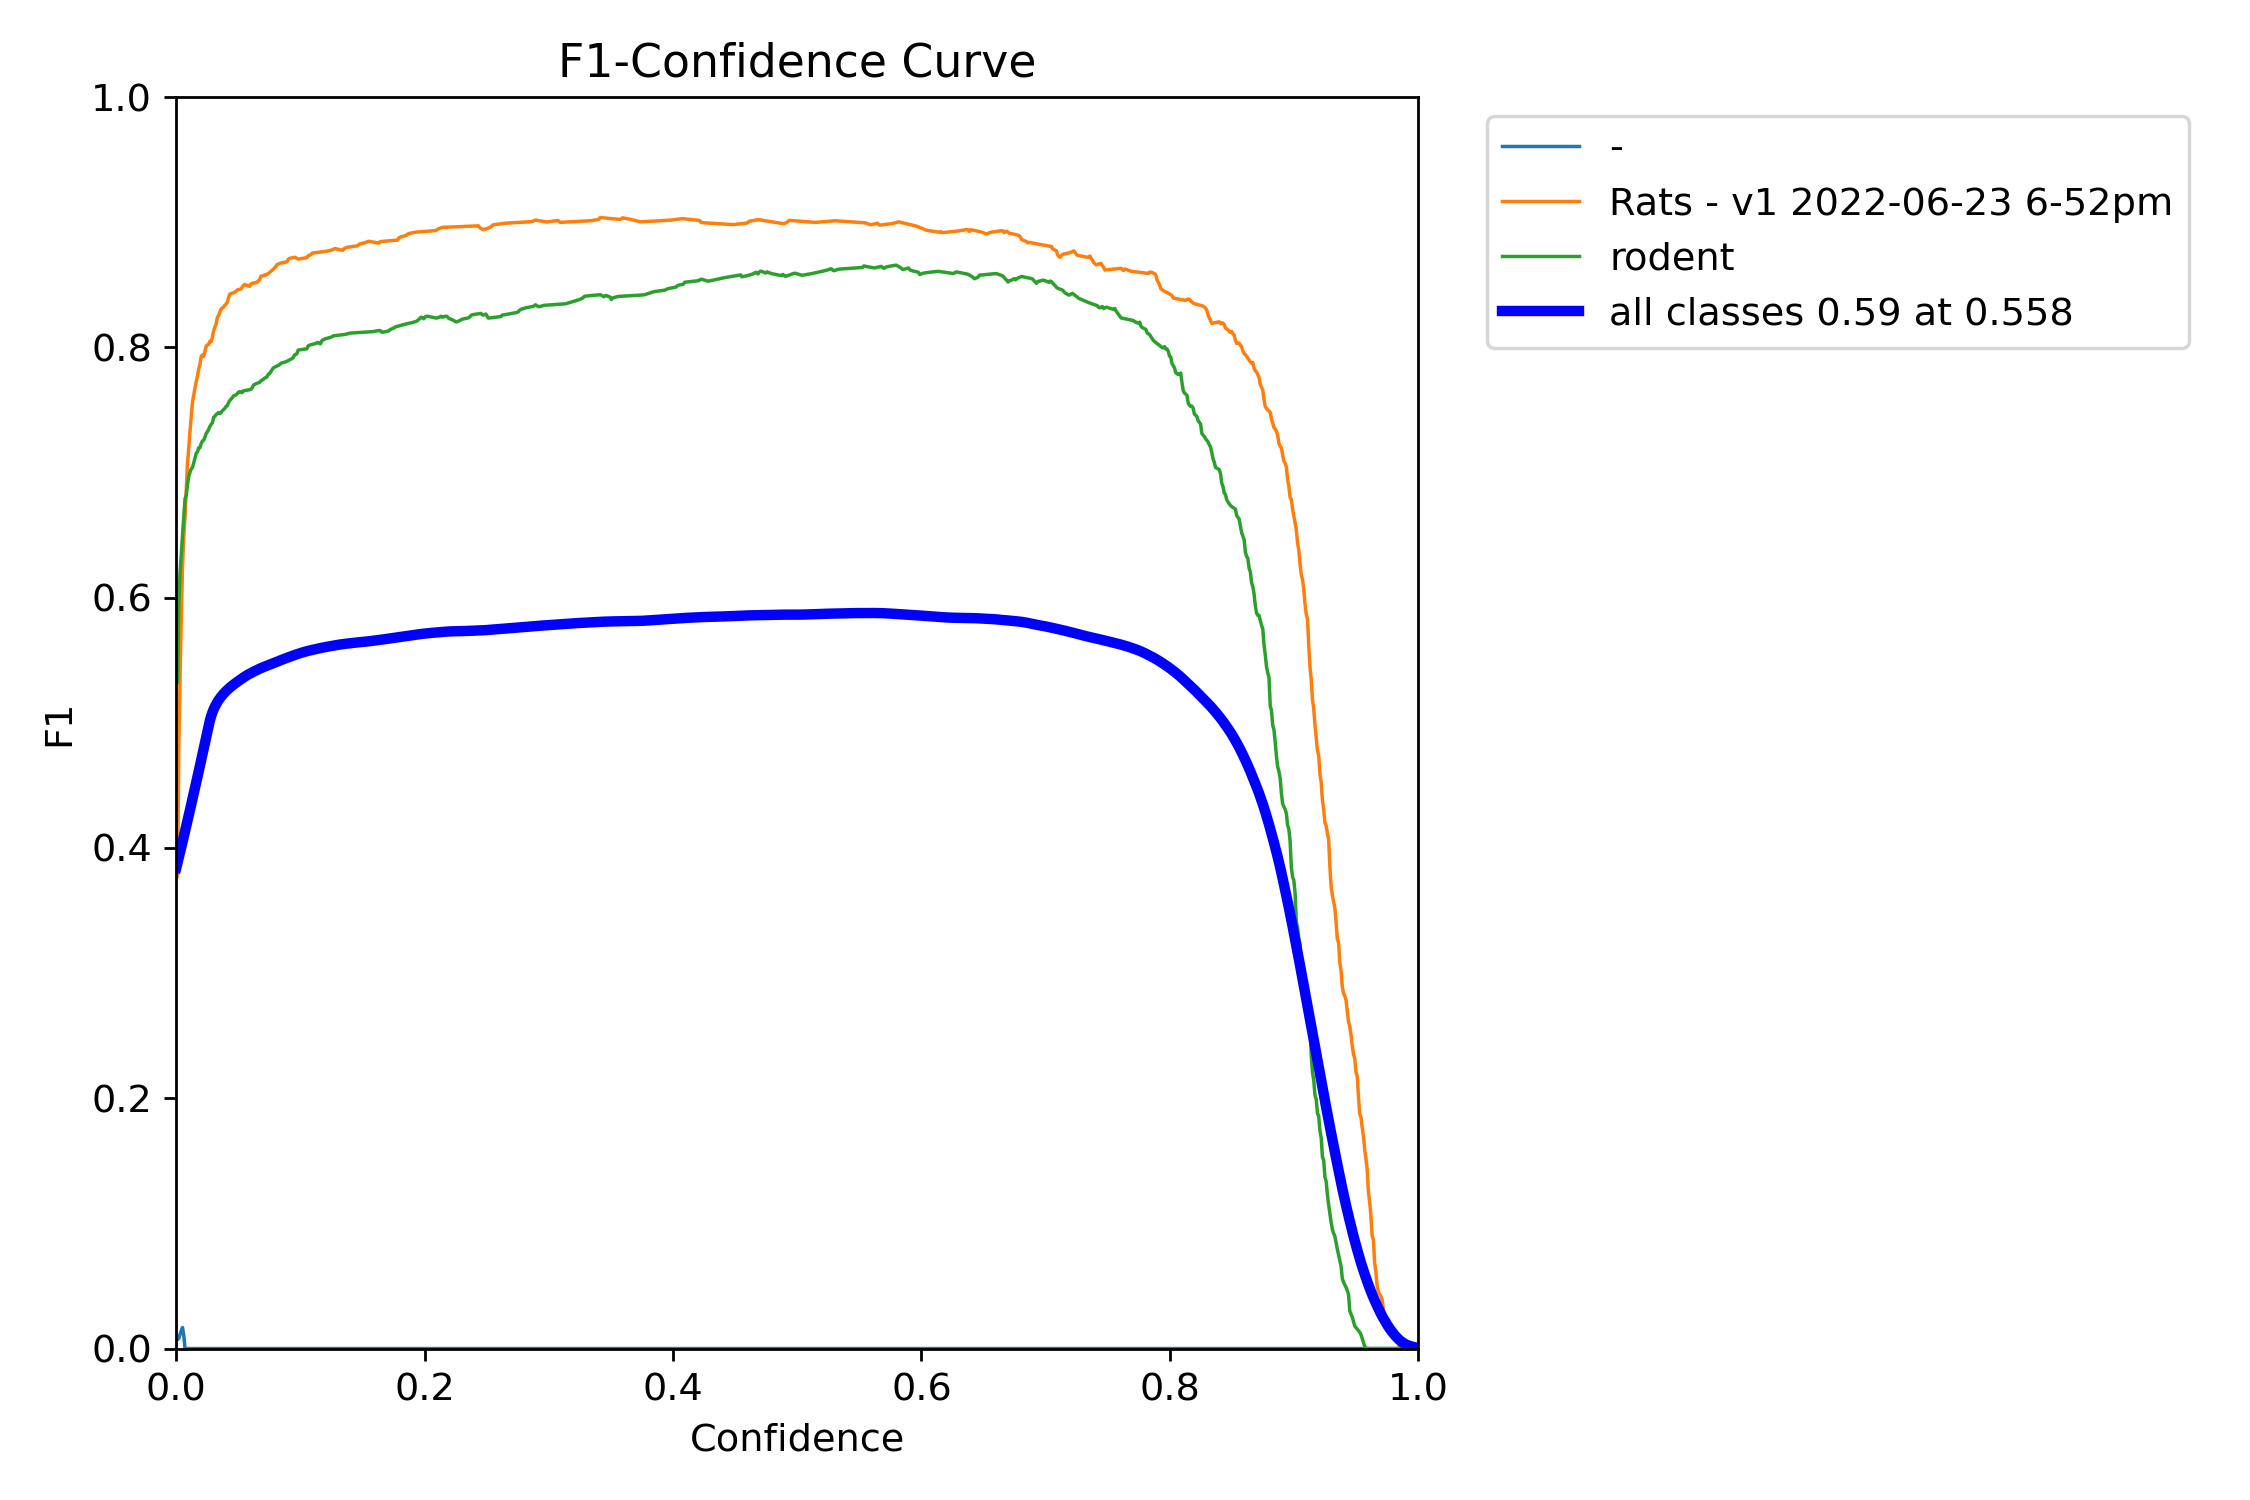 F1-Confidence Curve
1.0
0.8
0.6
0.4
0.2
0.0
F1
0.0 0.2 0.4 0.6 0.8 1.0
Confidence
-
Rats - v1 2022-06-23 6-52pm
rodent
all classes 0.59 at 0.558